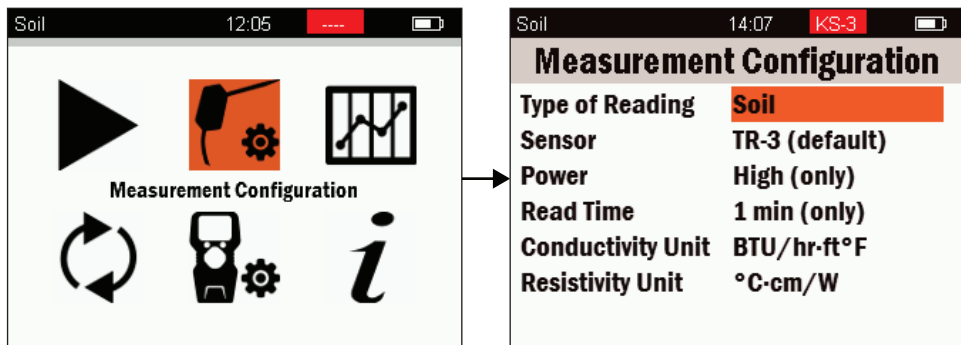 Soil 12:05 ----
Measurement Configuration
Soil 14:07 KS-3
Measurement Configuration
Type of Reading Soil
Sensor TR-3 (default)
Power High (only)
Read Time 1 min (only)
Conductivity Unit BTU/hr·ft°F
Resistivity Unit °C·cm/W